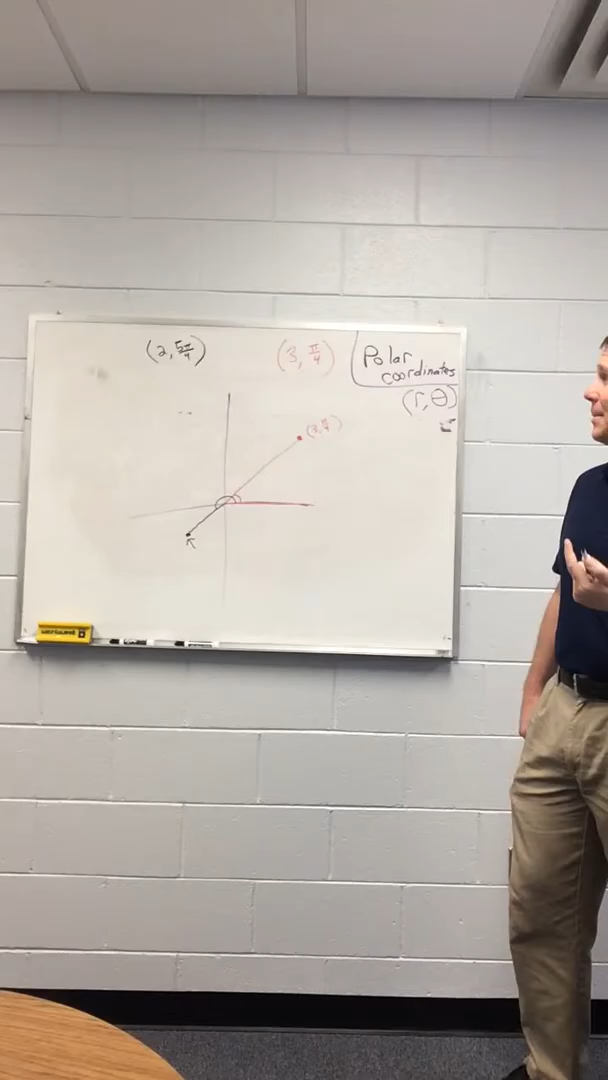 (2, 5π/4)
(3, π/4)
Polar
coordinates
(r, θ)
(3, π/4)